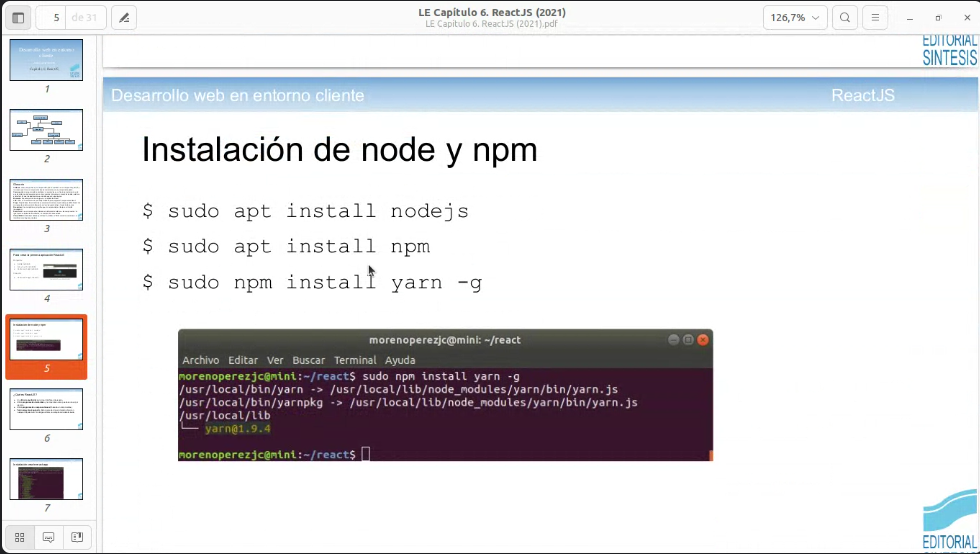 LE Capítulo 6. ReactJS (2021)
LE Capítulo 6. ReactJS (2021).pdf
5 de 31
126,7%
EDITORIAL
SINTESIS
Desarrollo web en entorno cliente
ReactJS
Instalación de node y npm
$ sudo apt install nodejs
$ sudo apt install npm
$ sudo npm install yarn -g
morenoperezjc@mini: ~/react
Archivo Editar Ver Buscar Terminal Ayuda
morenoperezjc@mini:~/react$ sudo npm install yarn -g
/usr/local/bin/yarn -> /usr/local/lib/node_modules/yarn/bin/yarn.js
/usr/local/bin/yarnpkg -> /usr/local/lib/node_modules/yarn/bin/yarn.js
/usr/local/lib
└── yarn@1.9.4
morenoperezjc@mini:~/react$
EDITORIAL
1
2
3
4
5
6
7